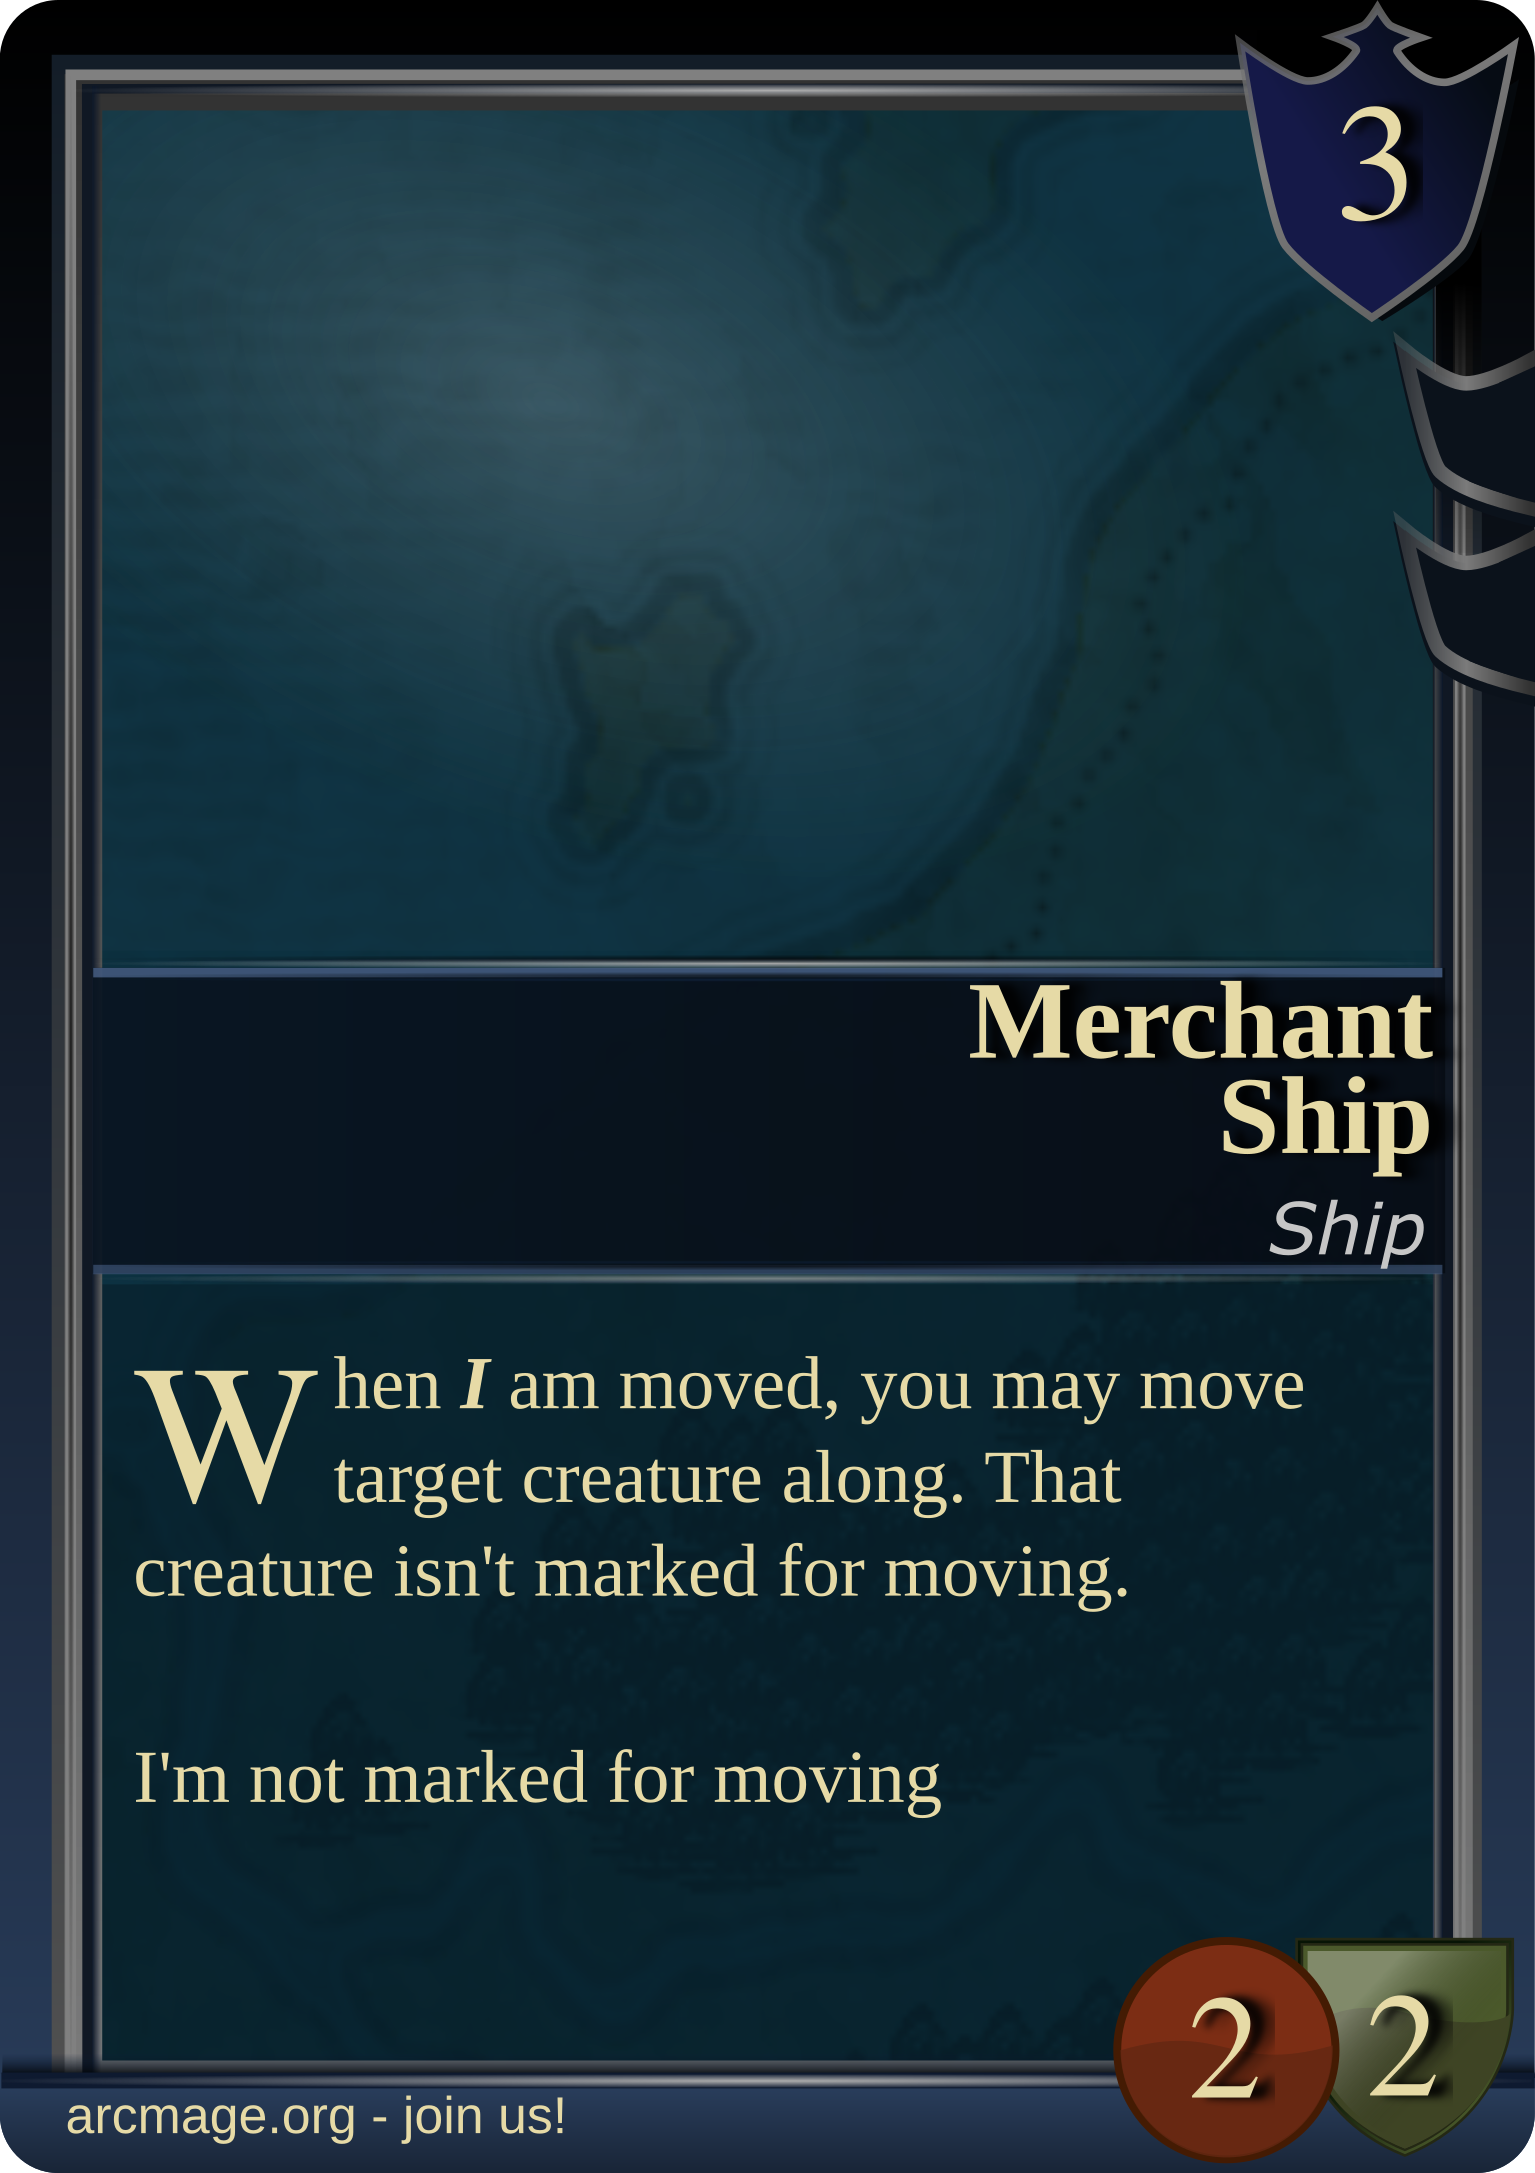 3
Merchant
Ship
Ship
When I am moved, you may move
target creature along. That
creature isn't marked for moving.
I'm not marked for moving
2 2
arcmage.org - join us!